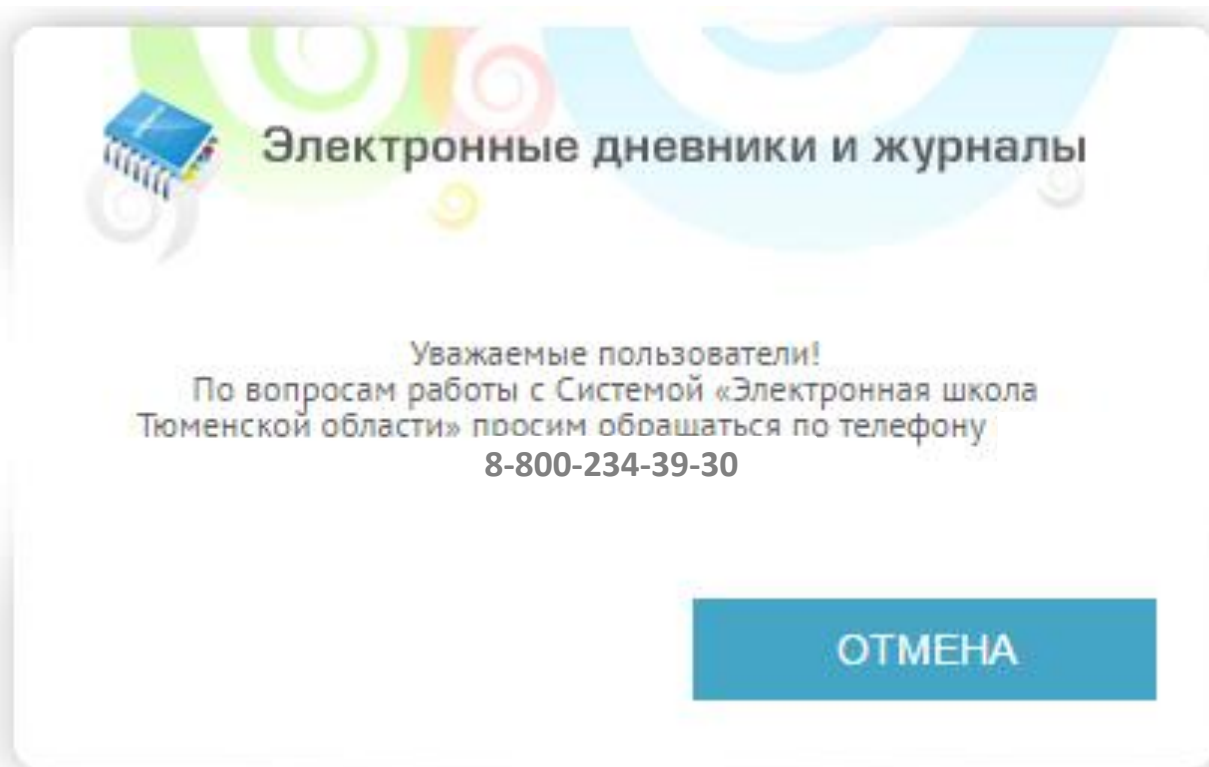 Электронные дневники и журналы
Уважаемые пользователи!
По вопросам работы с Системой «Электронная школа
Тюменской области» просим обращаться по телефону
8-800-234-39-30
ОТМЕНА